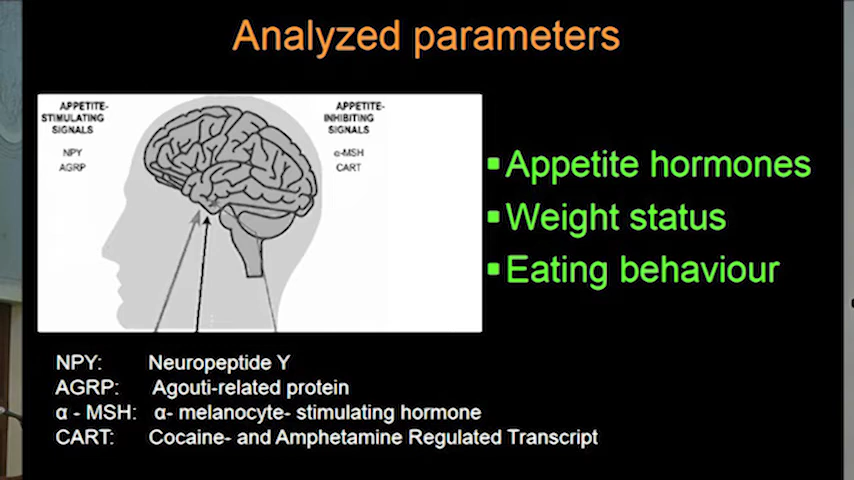 Analyzed parameters
APPETITE-
STIMULATING
SIGNALS
NPY
AGRP
APPETITE-
INHIBITING
SIGNALS
α-MSH
CART
▪Appetite hormones
▪Weight status
▪Eating behaviour
NPY: Neuropeptide Y
AGRP: Agouti-related protein
α - MSH: α- melanocyte- stimulating hormone
CART: Cocaine- and Amphetamine Regulated Transcript